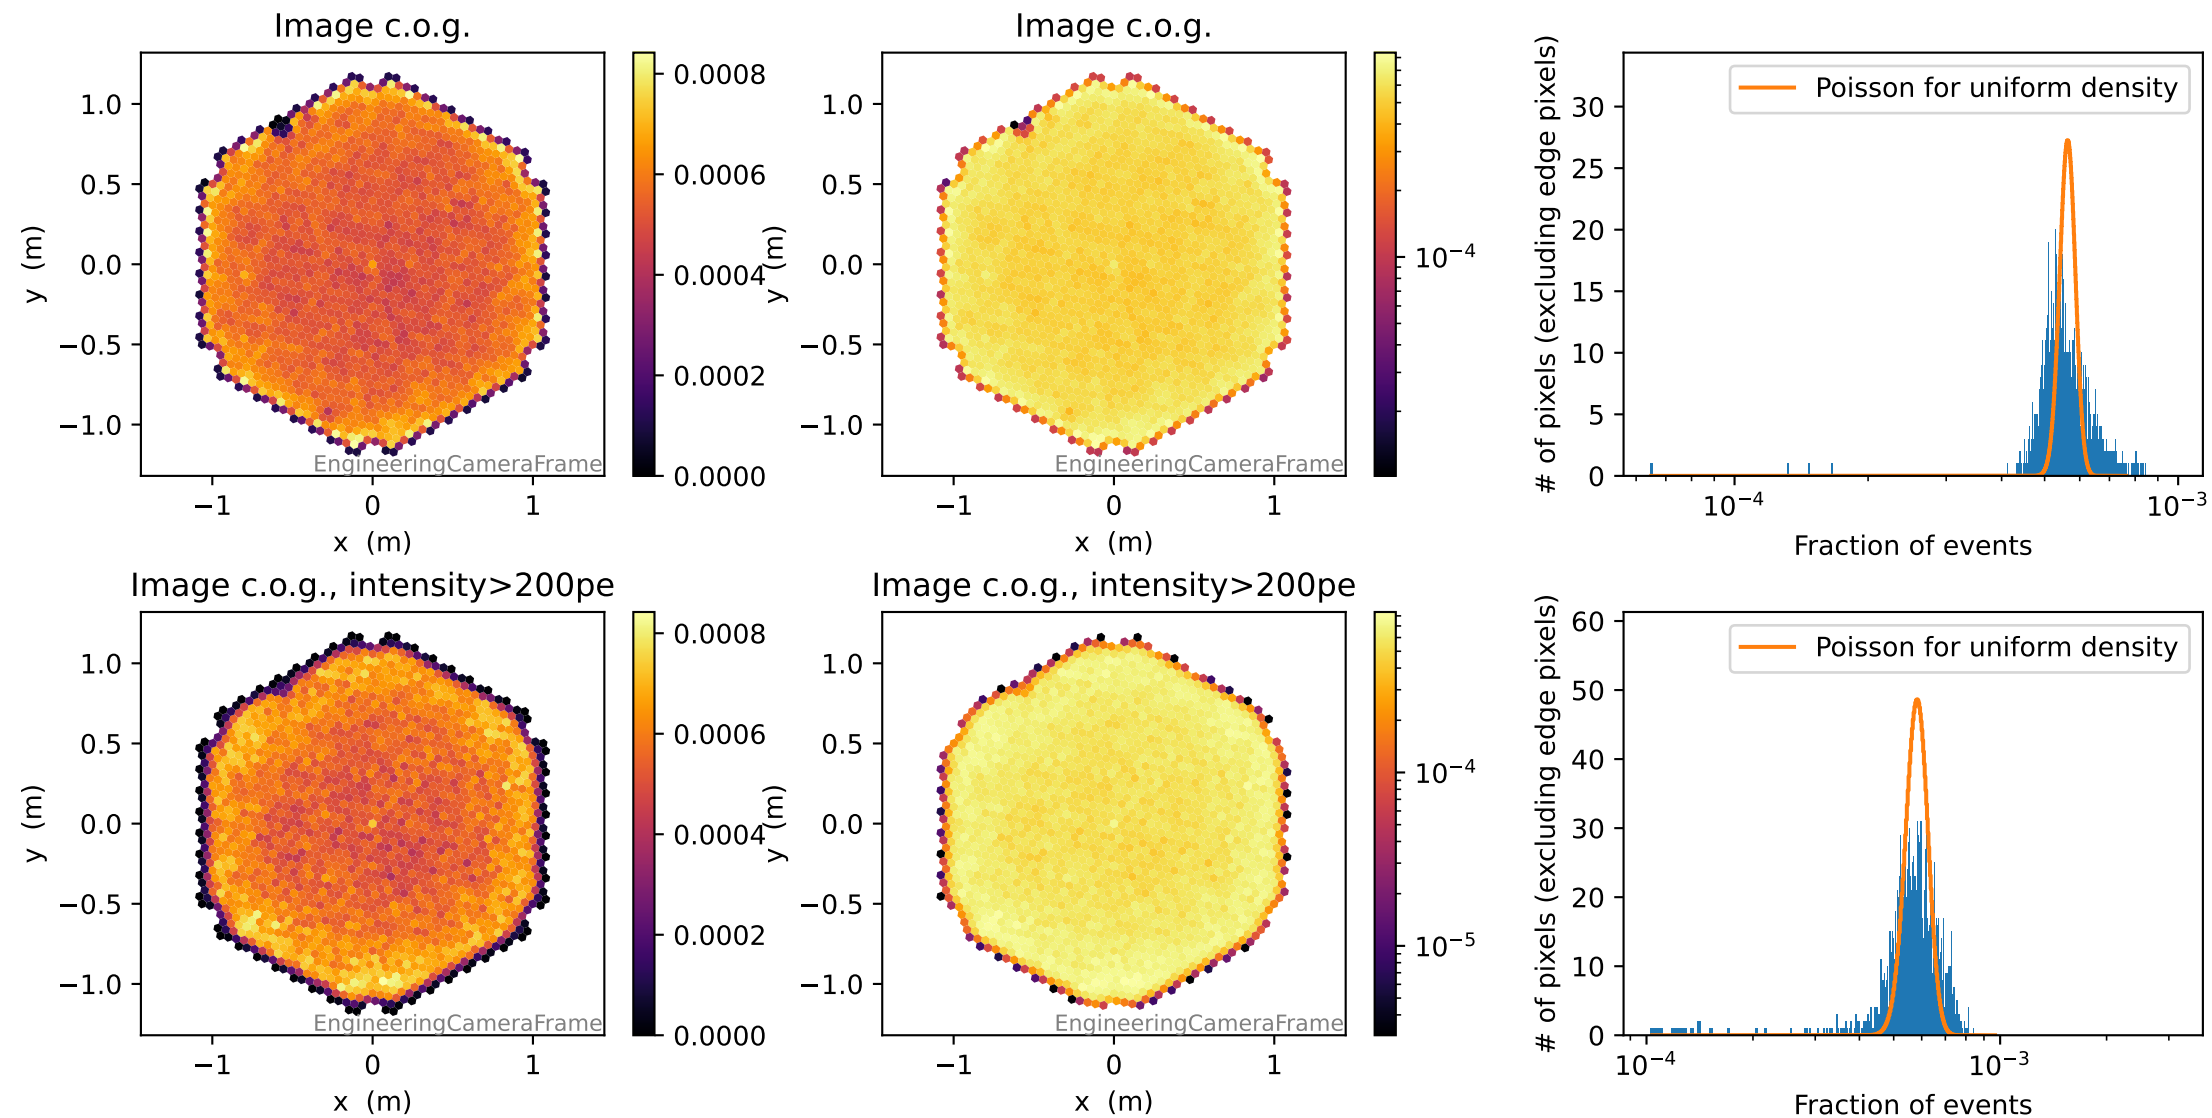 Image c.o.g.
1.0
0.5
0.0
−0.5
−1.0
y (m)
−1
0
1
x (m)
EngineeringCameraFrame
0.0008
0.0006
0.0004
0.0002
0.0000
Image c.o.g.
1.0
0.5
0.0
−0.5
−1.0
y (m)
−1
0
1
x (m)
EngineeringCameraFrame
10⁻⁴
# of pixels (excluding edge pixels)
30
25
20
15
10
5
0
Poisson for uniform density
10⁻⁴
10⁻³
Fraction of events
Image c.o.g., intensity>200pe
1.0
0.5
0.0
−0.5
−1.0
y (m)
−1
0
1
x (m)
EngineeringCameraFrame
0.0008
0.0006
0.0004
0.0002
0.0000
Image c.o.g., intensity>200pe
1.0
0.5
0.0
−0.5
−1.0
y (m)
−1
0
1
x (m)
EngineeringCameraFrame
10⁻⁴
10⁻⁵
# of pixels (excluding edge pixels)
60
50
40
30
20
10
0
Poisson for uniform density
10⁻⁴
10⁻³
Fraction of events